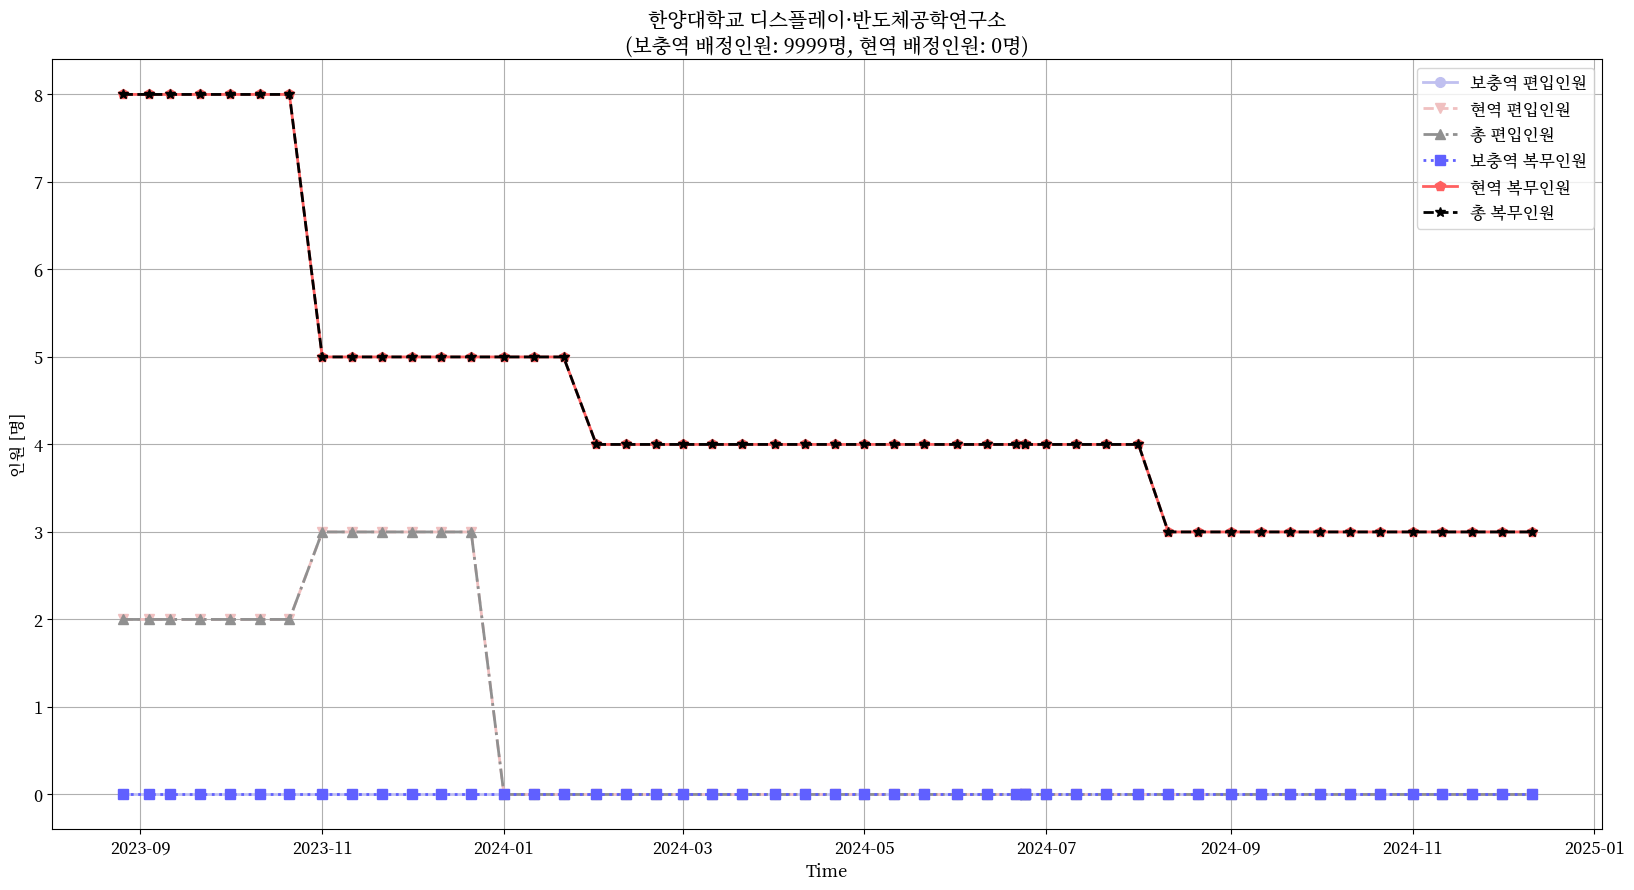 한양대학교 디스플레이·반도체공학연구소
(보충역 배정인원: 9999명, 현역 배정인원: 0명)
보충역 편입인원
현역 편입인원
총 편입인원
보충역 복무인원
현역 복무인원
총 복무인원
인원 [명]
8
7
6
5
4
3
2
1
0
2023-09
2023-11
2024-01
2024-03
2024-05
2024-07
2024-09
2024-11
2025-01
Time